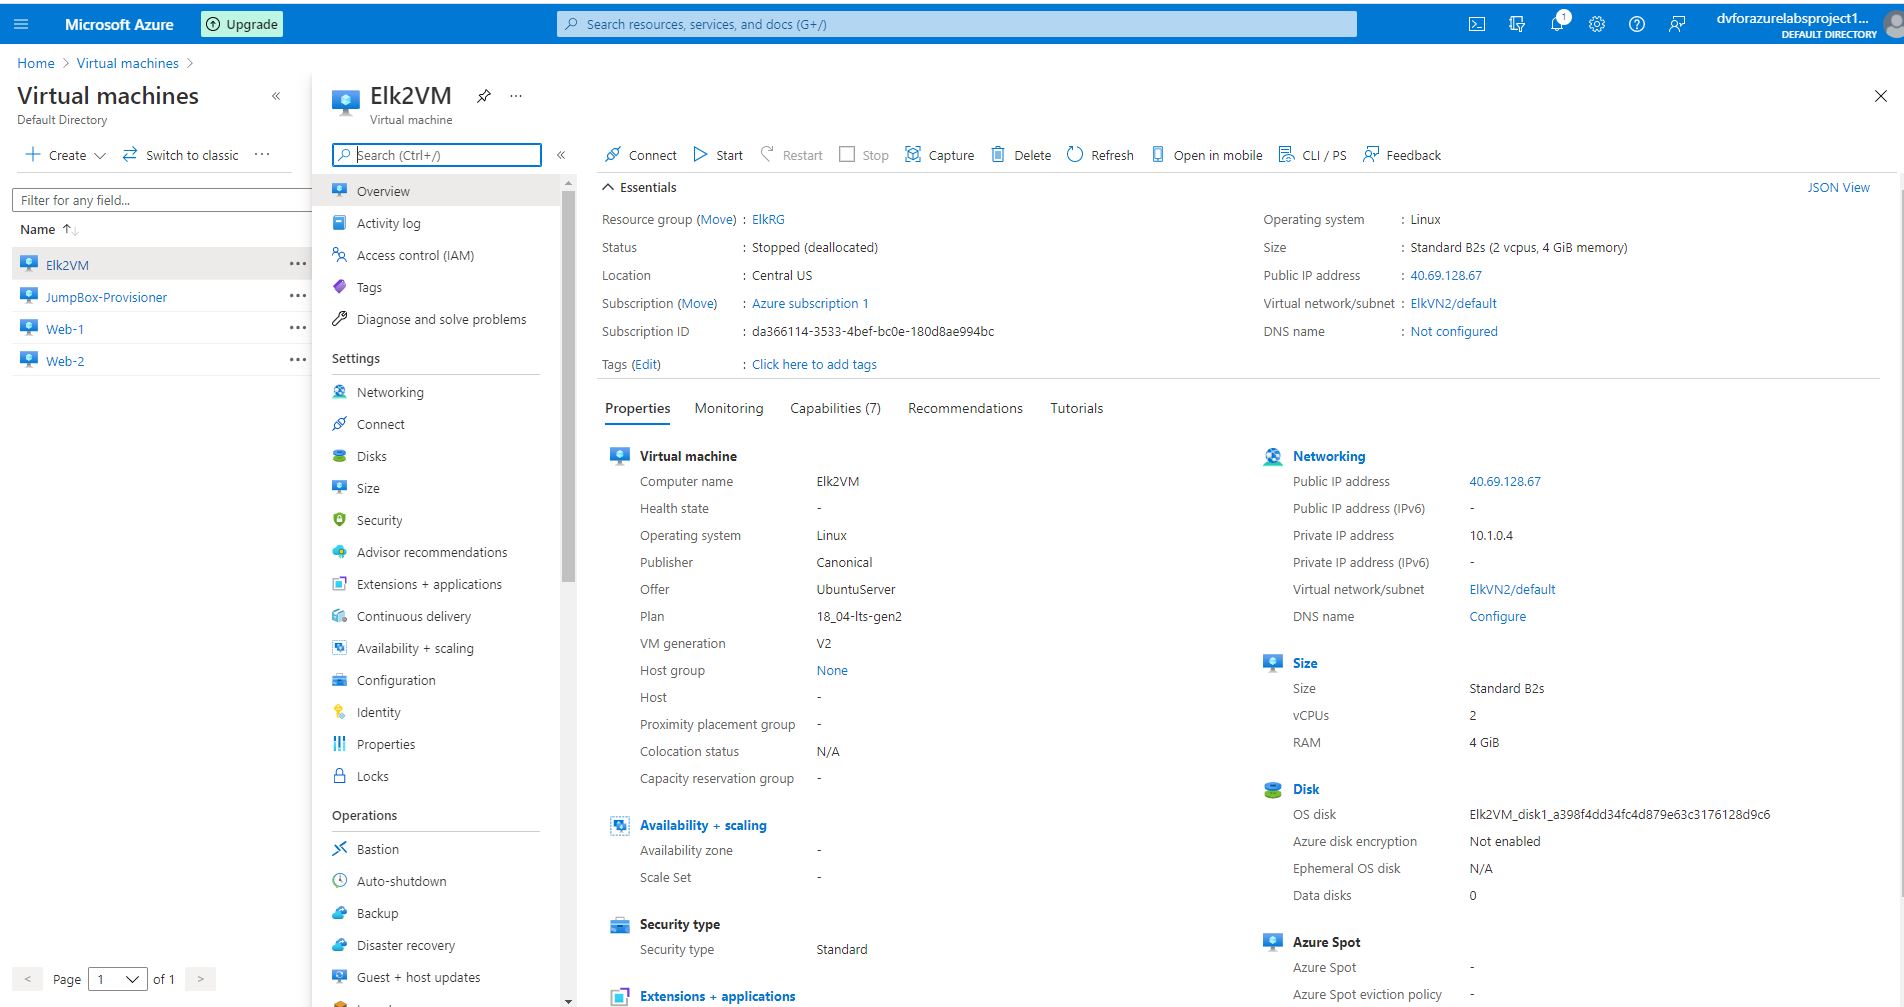 Microsoft Azure
Upgrade
Search resources, services, and docs (G+/)
1
dvforazurelabsproject1...
DEFAULT DIRECTORY
Home > Virtual machines >
Virtual machines
Default Directory
Create
Switch to classic
Filter for any field...
Name
Elk2VM
JumpBox-Provisioner
Web-1
Web-2
< Page 1 of 1 >
Elk2VM
Virtual machine
Search (Ctrl+/)
Overview
Activity log
Access control (IAM)
Tags
Diagnose and solve problems
Settings
Networking
Connect
Disks
Size
Security
Advisor recommendations
Extensions + applications
Continuous delivery
Availability + scaling
Configuration
Identity
Properties
Locks
Operations
Bastion
Auto-shutdown
Backup
Disaster recovery
Guest + host updates
Connect Start Restart Stop Capture Delete Refresh Open in mobile CLI / PS Feedback
Essentials
JSON View
Resource group (Move) : ElkRG
Status : Stopped (deallocated)
Location : Central US
Subscription (Move) : Azure subscription 1
Subscription ID : da366114-3533-4bef-bc0e-180d8ae994bc
Tags (Edit) : Click here to add tags
Operating system : Linux
Size : Standard B2s (2 vcpus, 4 GiB memory)
Public IP address : 40.69.128.67
Virtual network/subnet : ElkVN2/default
DNS name : Not configured
Properties Monitoring Capabilities (7) Recommendations Tutorials
Virtual machine
Computer name Elk2VM
Health state -
Operating system Linux
Publisher Canonical
Offer UbuntuServer
Plan 18_04-lts-gen2
VM generation V2
Host group None
Host -
Proximity placement group -
Colocation status N/A
Capacity reservation group -
Availability + scaling
Availability zone -
Scale Set -
Security type
Security type Standard
Extensions + applications
Networking
Public IP address 40.69.128.67
Public IP address (IPv6) -
Private IP address 10.1.0.4
Private IP address (IPv6) -
Virtual network/subnet ElkVN2/default
DNS name Configure
Size
Size Standard B2s
vCPUs 2
RAM 4 GiB
Disk
OS disk Elk2VM_disk1_a398f4dd34fc4d879e63c3176128d9c6
Azure disk encryption Not enabled
Ephemeral OS disk N/A
Data disks 0
Azure Spot
Azure Spot -
Azure Spot eviction policy -